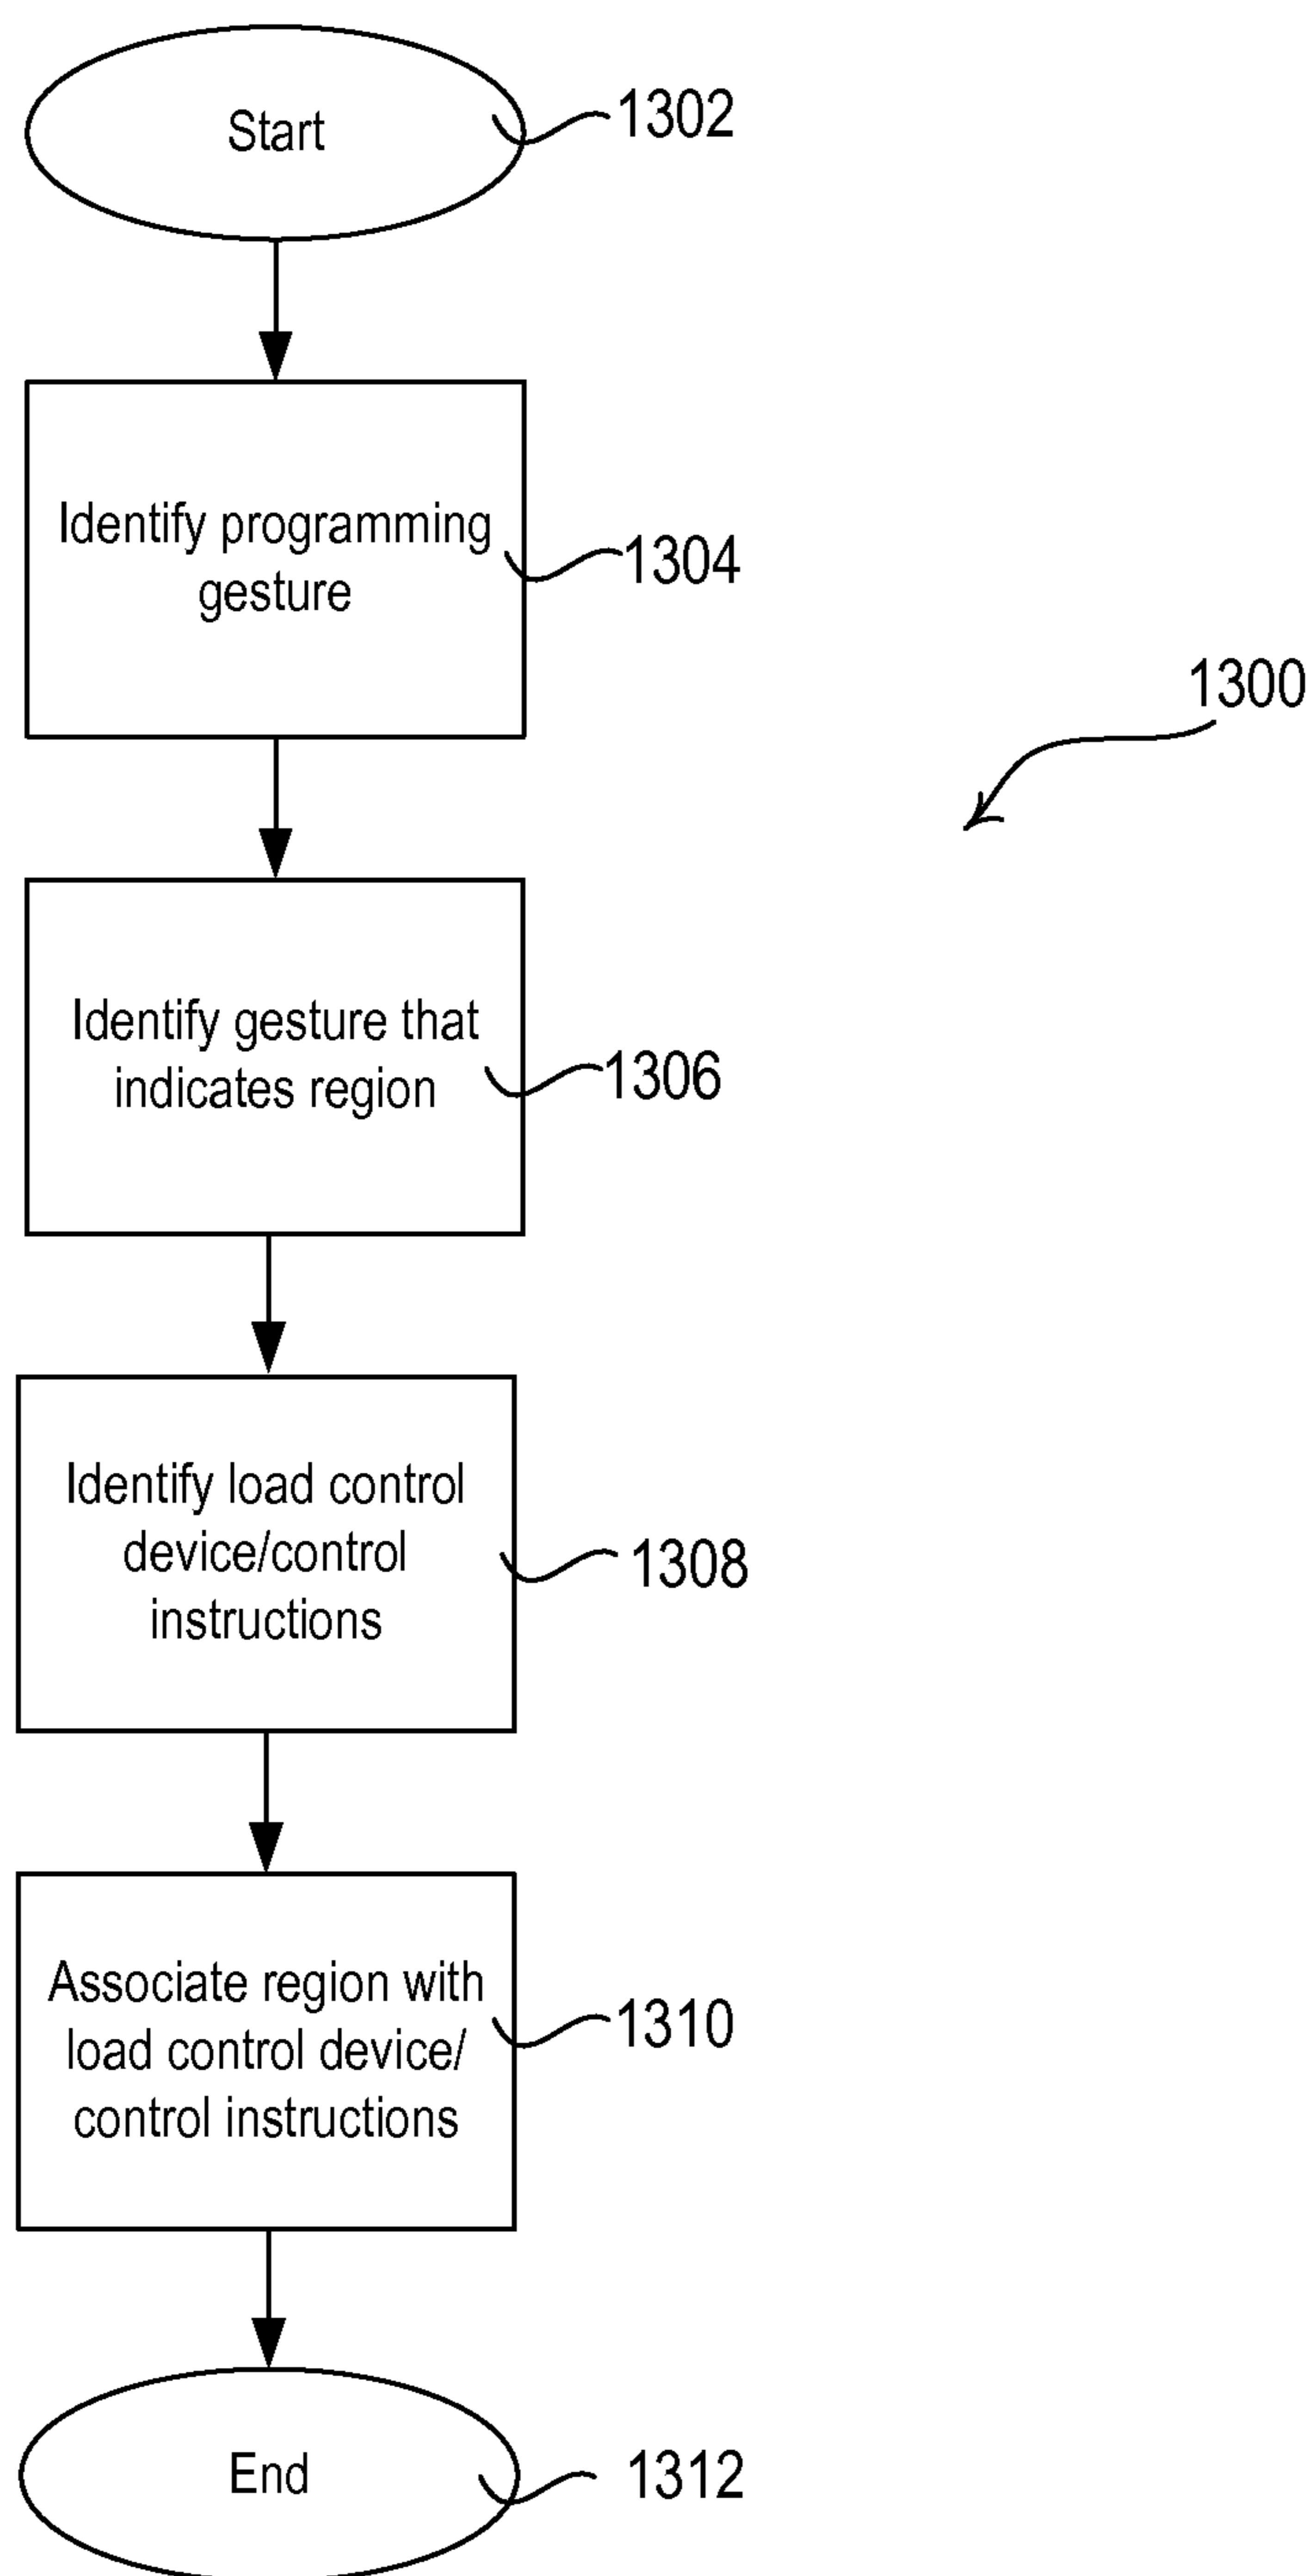 Start
1302
Identify programming
gesture
1304
1300
Identify gesture that
indicates region
1306
Identify load control
device/control
instructions
1308
Associate region with
load control device/
control instructions
1310
End
1312